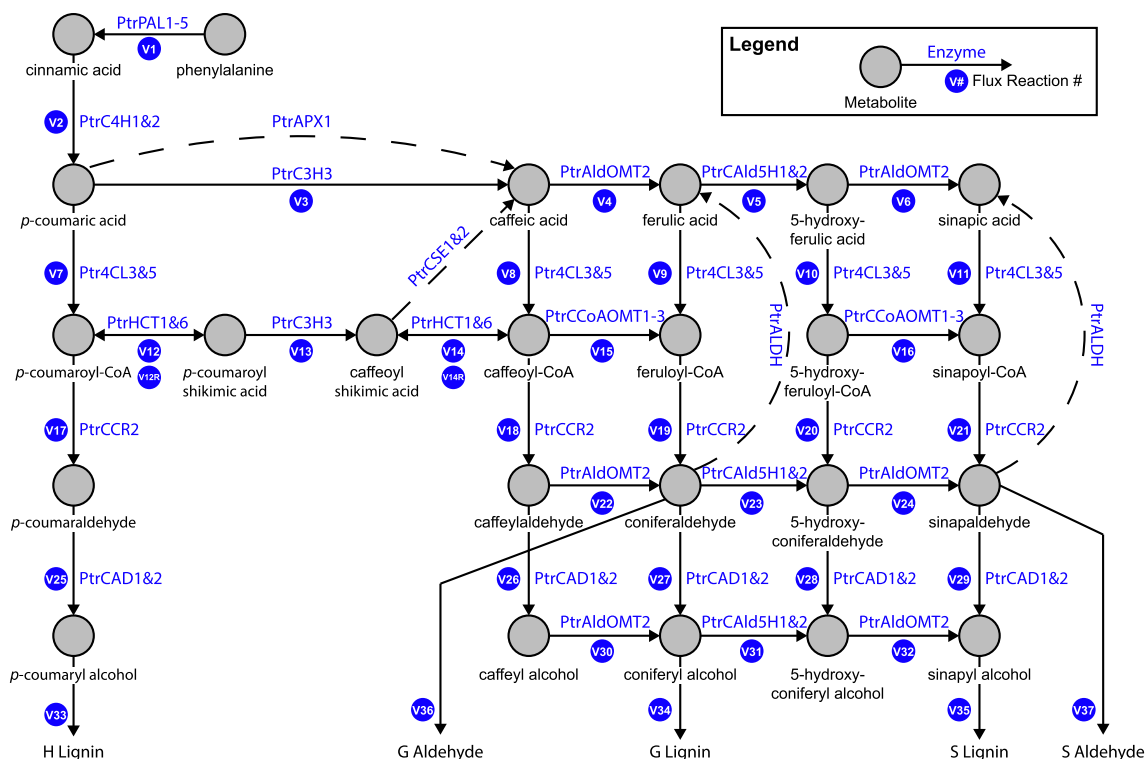 PtrPAL1-5
V1
cinnamic acid
phenylalanine
Legend
Enzyme
V#
Flux Reaction #
Metabolite
V2
PtrC4H1&2
PtrAPX1
PtrC3H3
V3
PtrAldOMT2
V4
PtrCAld5H1&2
V5
PtrAldOMT2
V6
p-coumaric acid
caffeic acid
ferulic acid
5-hydroxy-
ferulic acid
sinapic acid
V7
Ptr4CL3&5
PtrCSE1&2
V8
Ptr4CL3&5
V9
Ptr4CL3&5
V10
Ptr4CL3&5
V11
Ptr4CL3&5
PtrALDH
PtrALDH
PtrHCT1&6
V12
V12R
PtrC3H3
V13
PtrHCT1&6
V14
V14R
PtrCCoAOMT1-3
V15
PtrCCoAOMT1-3
V16
p-coumaroyl-CoA
p-coumaroyl
shikimic acid
caffeoyl
shikimic acid
caffeoyl-CoA
feruloyl-CoA
5-hydroxy-
feruloyl-CoA
sinapoyl-CoA
V17
PtrCCR2
V18
PtrCCR2
V19
PtrCCR2
V20
PtrCCR2
V21
PtrCCR2
PtrAldOMT2
V22
PtrCAld5H1&2
V23
PtrAldOMT2
V24
p-coumaraldehyde
caffeylaldehyde
coniferaldehyde
5-hydroxy-
coniferaldehyde
sinapaldehyde
V25
PtrCAD1&2
V26
PtrCAD1&2
V27
PtrCAD1&2
V28
PtrCAD1&2
V29
PtrCAD1&2
PtrAldOMT2
V30
PtrCAld5H1&2
V31
PtrAldOMT2
V32
p-coumaryl alcohol
caffeyl alcohol
coniferyl alcohol
5-hydroxy-
coniferyl alcohol
sinapyl alcohol
V33
V36
V34
V35
V37
H Lignin
G Aldehyde
G Lignin
S Lignin
S Aldehyde